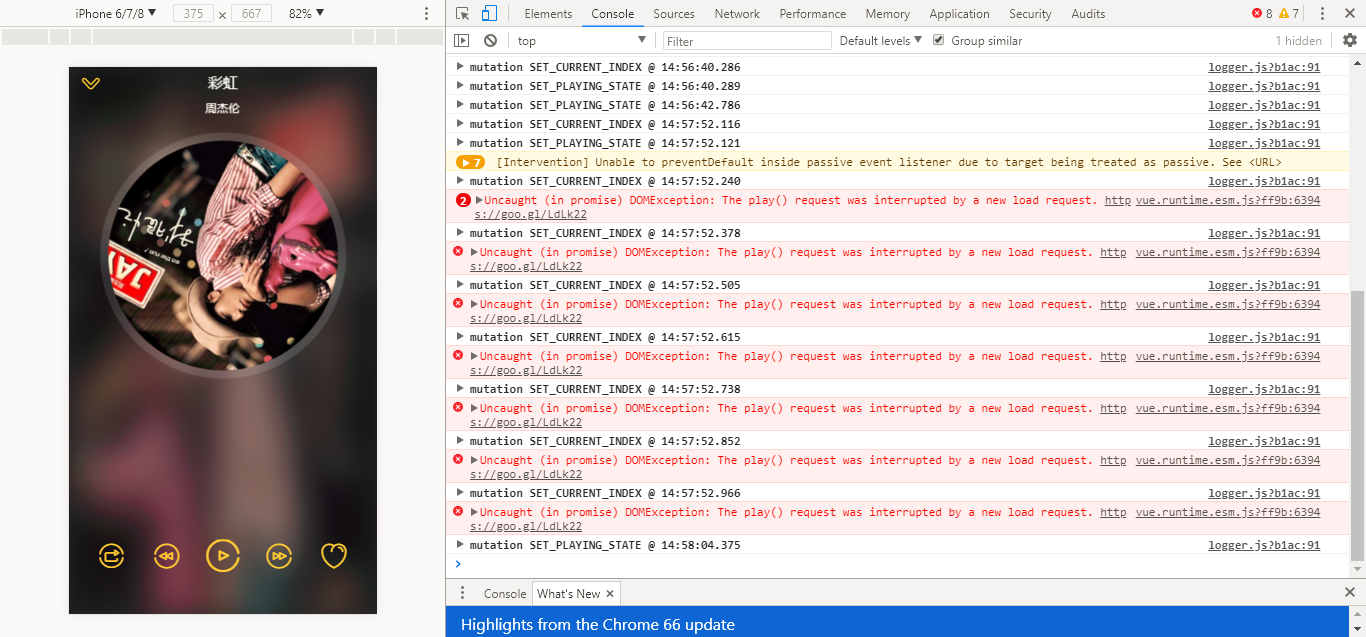 iPhone 6/7/8 ▼ 375 × 667 82% ▼
Elements Console Sources Network Performance Memory Application Security Audits 8 7
top ▼ Filter Default levels ▼ Group similar 1 hidden
彩虹
周杰伦
mutation SET_CURRENT_INDEX @ 14:56:40.286 logger.js?b1ac:91
mutation SET_PLAYING_STATE @ 14:56:40.289 logger.js?b1ac:91
mutation SET_PLAYING_STATE @ 14:56:42.786 logger.js?b1ac:91
mutation SET_CURRENT_INDEX @ 14:57:52.116 logger.js?b1ac:91
mutation SET_PLAYING_STATE @ 14:57:52.121 logger.js?b1ac:91
7 [Intervention] Unable to preventDefault inside passive event listener due to target being treated as passive. See <URL>
mutation SET_CURRENT_INDEX @ 14:57:52.240 logger.js?b1ac:91
2 Uncaught (in promise) DOMException: The play() request was interrupted by a new load request. http vue.runtime.esm.js?ff9b:6394
s://goo.gl/LdLk22
mutation SET_CURRENT_INDEX @ 14:57:52.378 logger.js?b1ac:91
Uncaught (in promise) DOMException: The play() request was interrupted by a new load request. http vue.runtime.esm.js?ff9b:6394
s://goo.gl/LdLk22
mutation SET_CURRENT_INDEX @ 14:57:52.505 logger.js?b1ac:91
Uncaught (in promise) DOMException: The play() request was interrupted by a new load request. http vue.runtime.esm.js?ff9b:6394
s://goo.gl/LdLk22
mutation SET_CURRENT_INDEX @ 14:57:52.615 logger.js?b1ac:91
Uncaught (in promise) DOMException: The play() request was interrupted by a new load request. http vue.runtime.esm.js?ff9b:6394
s://goo.gl/LdLk22
mutation SET_CURRENT_INDEX @ 14:57:52.738 logger.js?b1ac:91
Uncaught (in promise) DOMException: The play() request was interrupted by a new load request. http vue.runtime.esm.js?ff9b:6394
s://goo.gl/LdLk22
mutation SET_CURRENT_INDEX @ 14:57:52.852 logger.js?b1ac:91
Uncaught (in promise) DOMException: The play() request was interrupted by a new load request. http vue.runtime.esm.js?ff9b:6394
s://goo.gl/LdLk22
mutation SET_CURRENT_INDEX @ 14:57:52.966 logger.js?b1ac:91
Uncaught (in promise) DOMException: The play() request was interrupted by a new load request. http vue.runtime.esm.js?ff9b:6394
s://goo.gl/LdLk22
mutation SET_PLAYING_STATE @ 14:58:04.375 logger.js?b1ac:91
Console What's New ×
Highlights from the Chrome 66 update